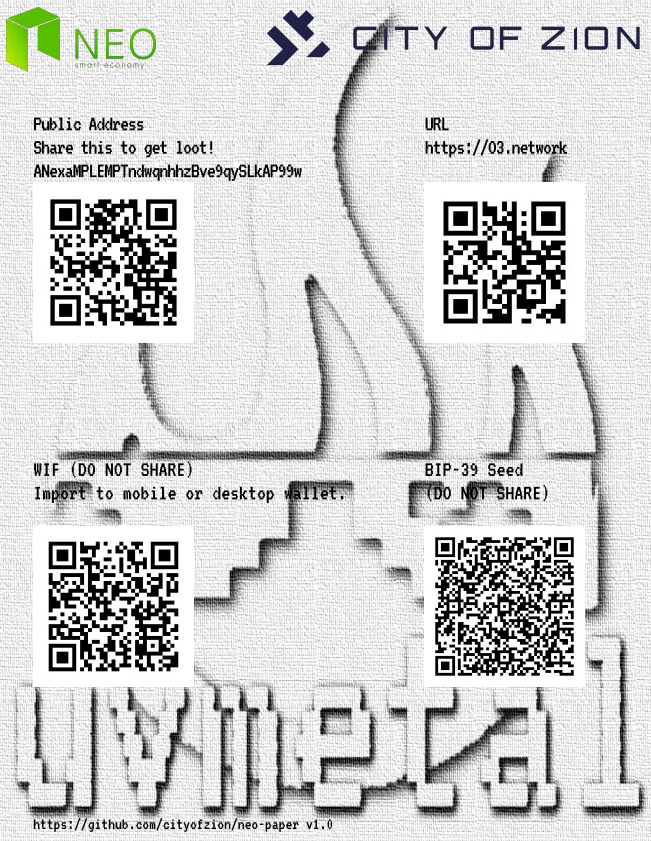 NEO
smart economy
CITY OF ZION
Public Address
Share this to get loot!
ANexaMPLEMPTndwqnhhzBve9qySLkAP99w
URL
https://O3.network
WIF (DO NOT SHARE)
Import to mobile or desktop wallet.
BIP-39 Seed
(DO NOT SHARE)
https://github.com/cityofzion/neo-paper v1.0